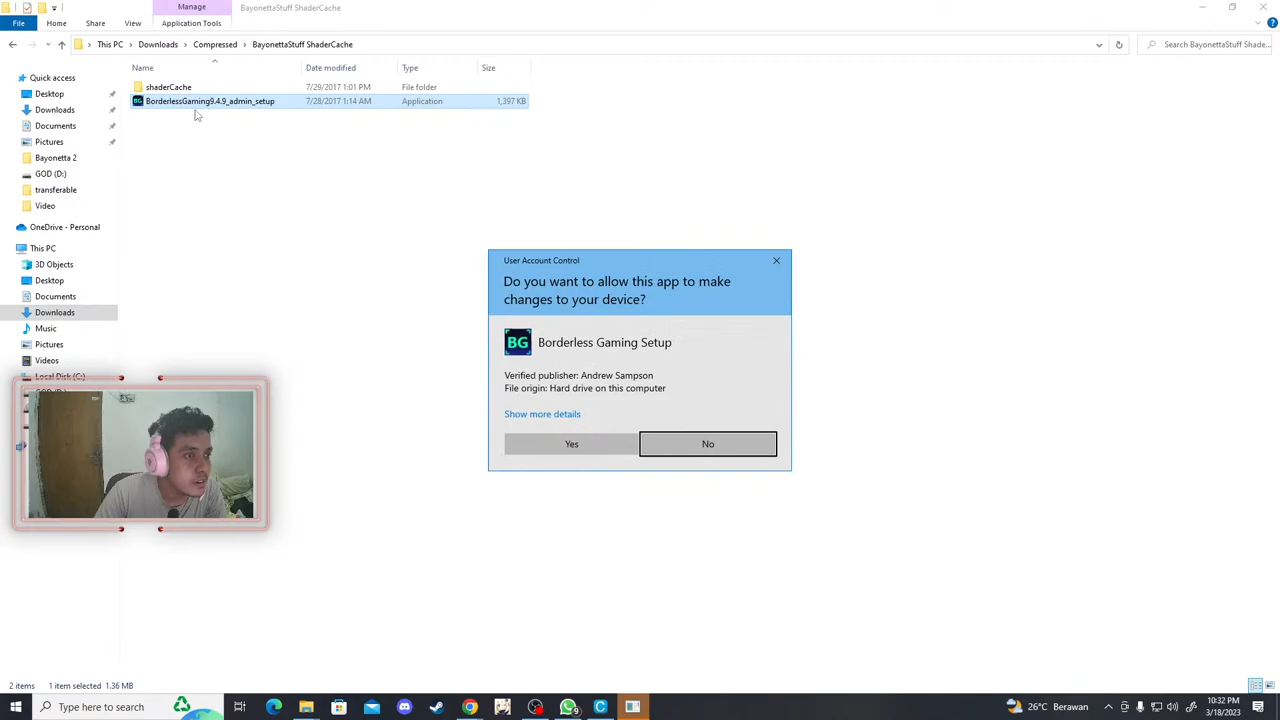 Manage
BayonettaStuff ShaderCache
File
Home
Share
View
Application Tools
This PC
Downloads
Compressed
BayonettaStuff ShaderCache
Search BayonettaStuff Shade...
Name
Date modified
Type
Size
shaderCache
7/29/2017 1:01 PM
File folder
BorderlessGaming9.4.9_admin_setup
7/28/2017 1:14 AM
Application
1,397 KB
Quick access
Desktop
Downloads
Documents
Pictures
Bayonetta 2
GOD (D:)
transferable
Video
OneDrive - Personal
This PC
3D Objects
Desktop
Documents
Downloads
Music
Pictures
Videos
Local Disk (C:)
User Account Control
Do you want to allow this app to make
changes to your device?
BG
Borderless Gaming Setup
Verified publisher: Andrew Sampson
File origin: Hard drive on this computer
Show more details
Yes
No
2 items
1 item selected 1.36 MB
Type here to search
26°C Berawan
10:32 PM
3/18/2023